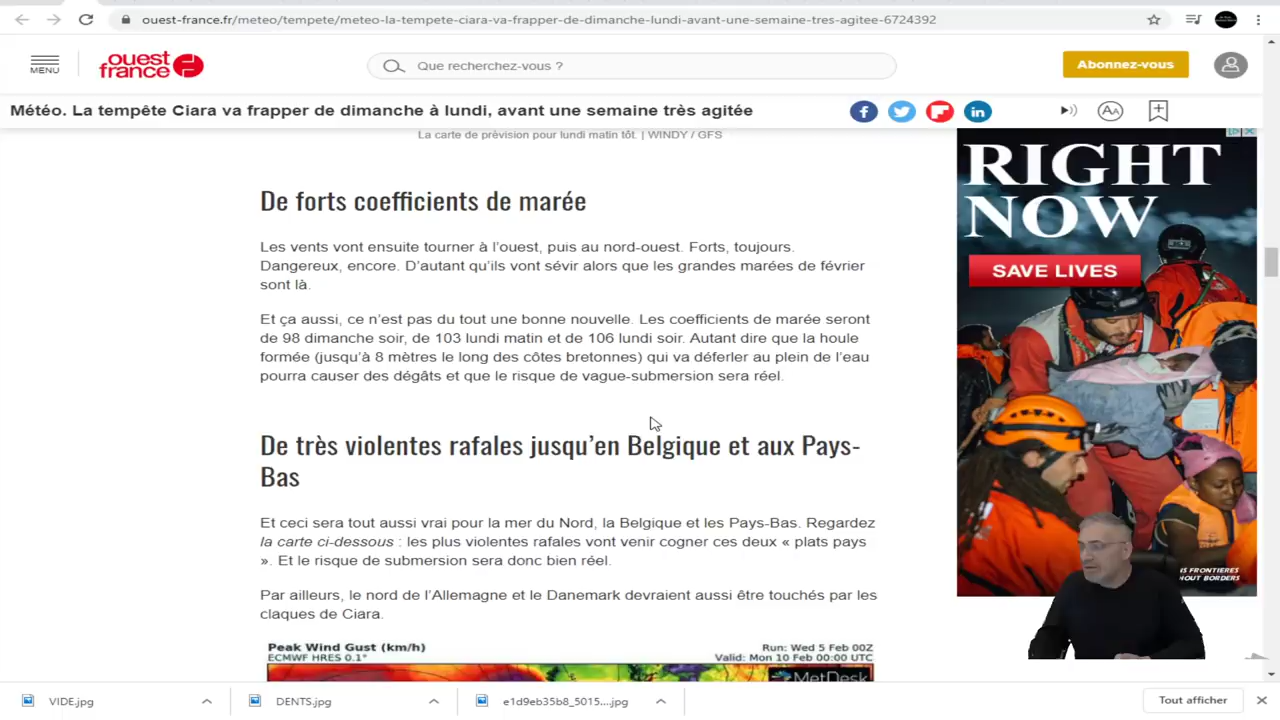 ouest-france.fr/meteo/tempete/meteo-la-tempete-ciara-va-frapper-de-dimanche-lundi-avant-une-semaine-tres-agitee-6724392
MENU
ouest
france
Que recherchez-vous ?
Abonnez-vous
Météo. La tempête Ciara va frapper de dimanche à lundi, avant une semaine très agitée
La carte de prévision pour lundi matin tôt. | WINDY / GFS
De forts coefficients de marée
Les vents vont ensuite tourner à l’ouest, puis au nord-ouest. Forts, toujours.
Dangereux, encore. D’autant qu’ils vont sévir alors que les grandes marées de février
sont là.
Et ça aussi, ce n’est pas du tout une bonne nouvelle. Les coefficients de marée seront
de 98 dimanche soir, de 103 lundi matin et de 106 lundi soir. Autant dire que la houle
formée (jusqu’à 8 mètres le long des côtes bretonnes) qui va déferler au plein de l’eau
pourra causer des dégâts et que le risque de vague-submersion sera réel.
De très violentes rafales jusqu’en Belgique et aux Pays-
Bas
Et ceci sera tout aussi vrai pour la mer du Nord, la Belgique et les Pays-Bas. Regardez
la carte ci-dessous : les plus violentes rafales vont venir cogner ces deux « plats pays
». Et le risque de submersion sera donc bien réel.
Par ailleurs, le nord de l’Allemagne et le Danemark devraient aussi être touchés par les
claques de Ciara.
Peak Wind Gust (km/h)
ECMWF HRES 0.1°
Run: Wed 5 Feb 00Z
Valid: Mon 10 Feb 00:00 UTC
MetDesk
RIGHT
NOW
SAVE LIVES
NS FRONTIERES
HOUT BORDERS
VIDE.jpg
DENTS.jpg
e1d9eb35b8_5015....jpg
Tout afficher